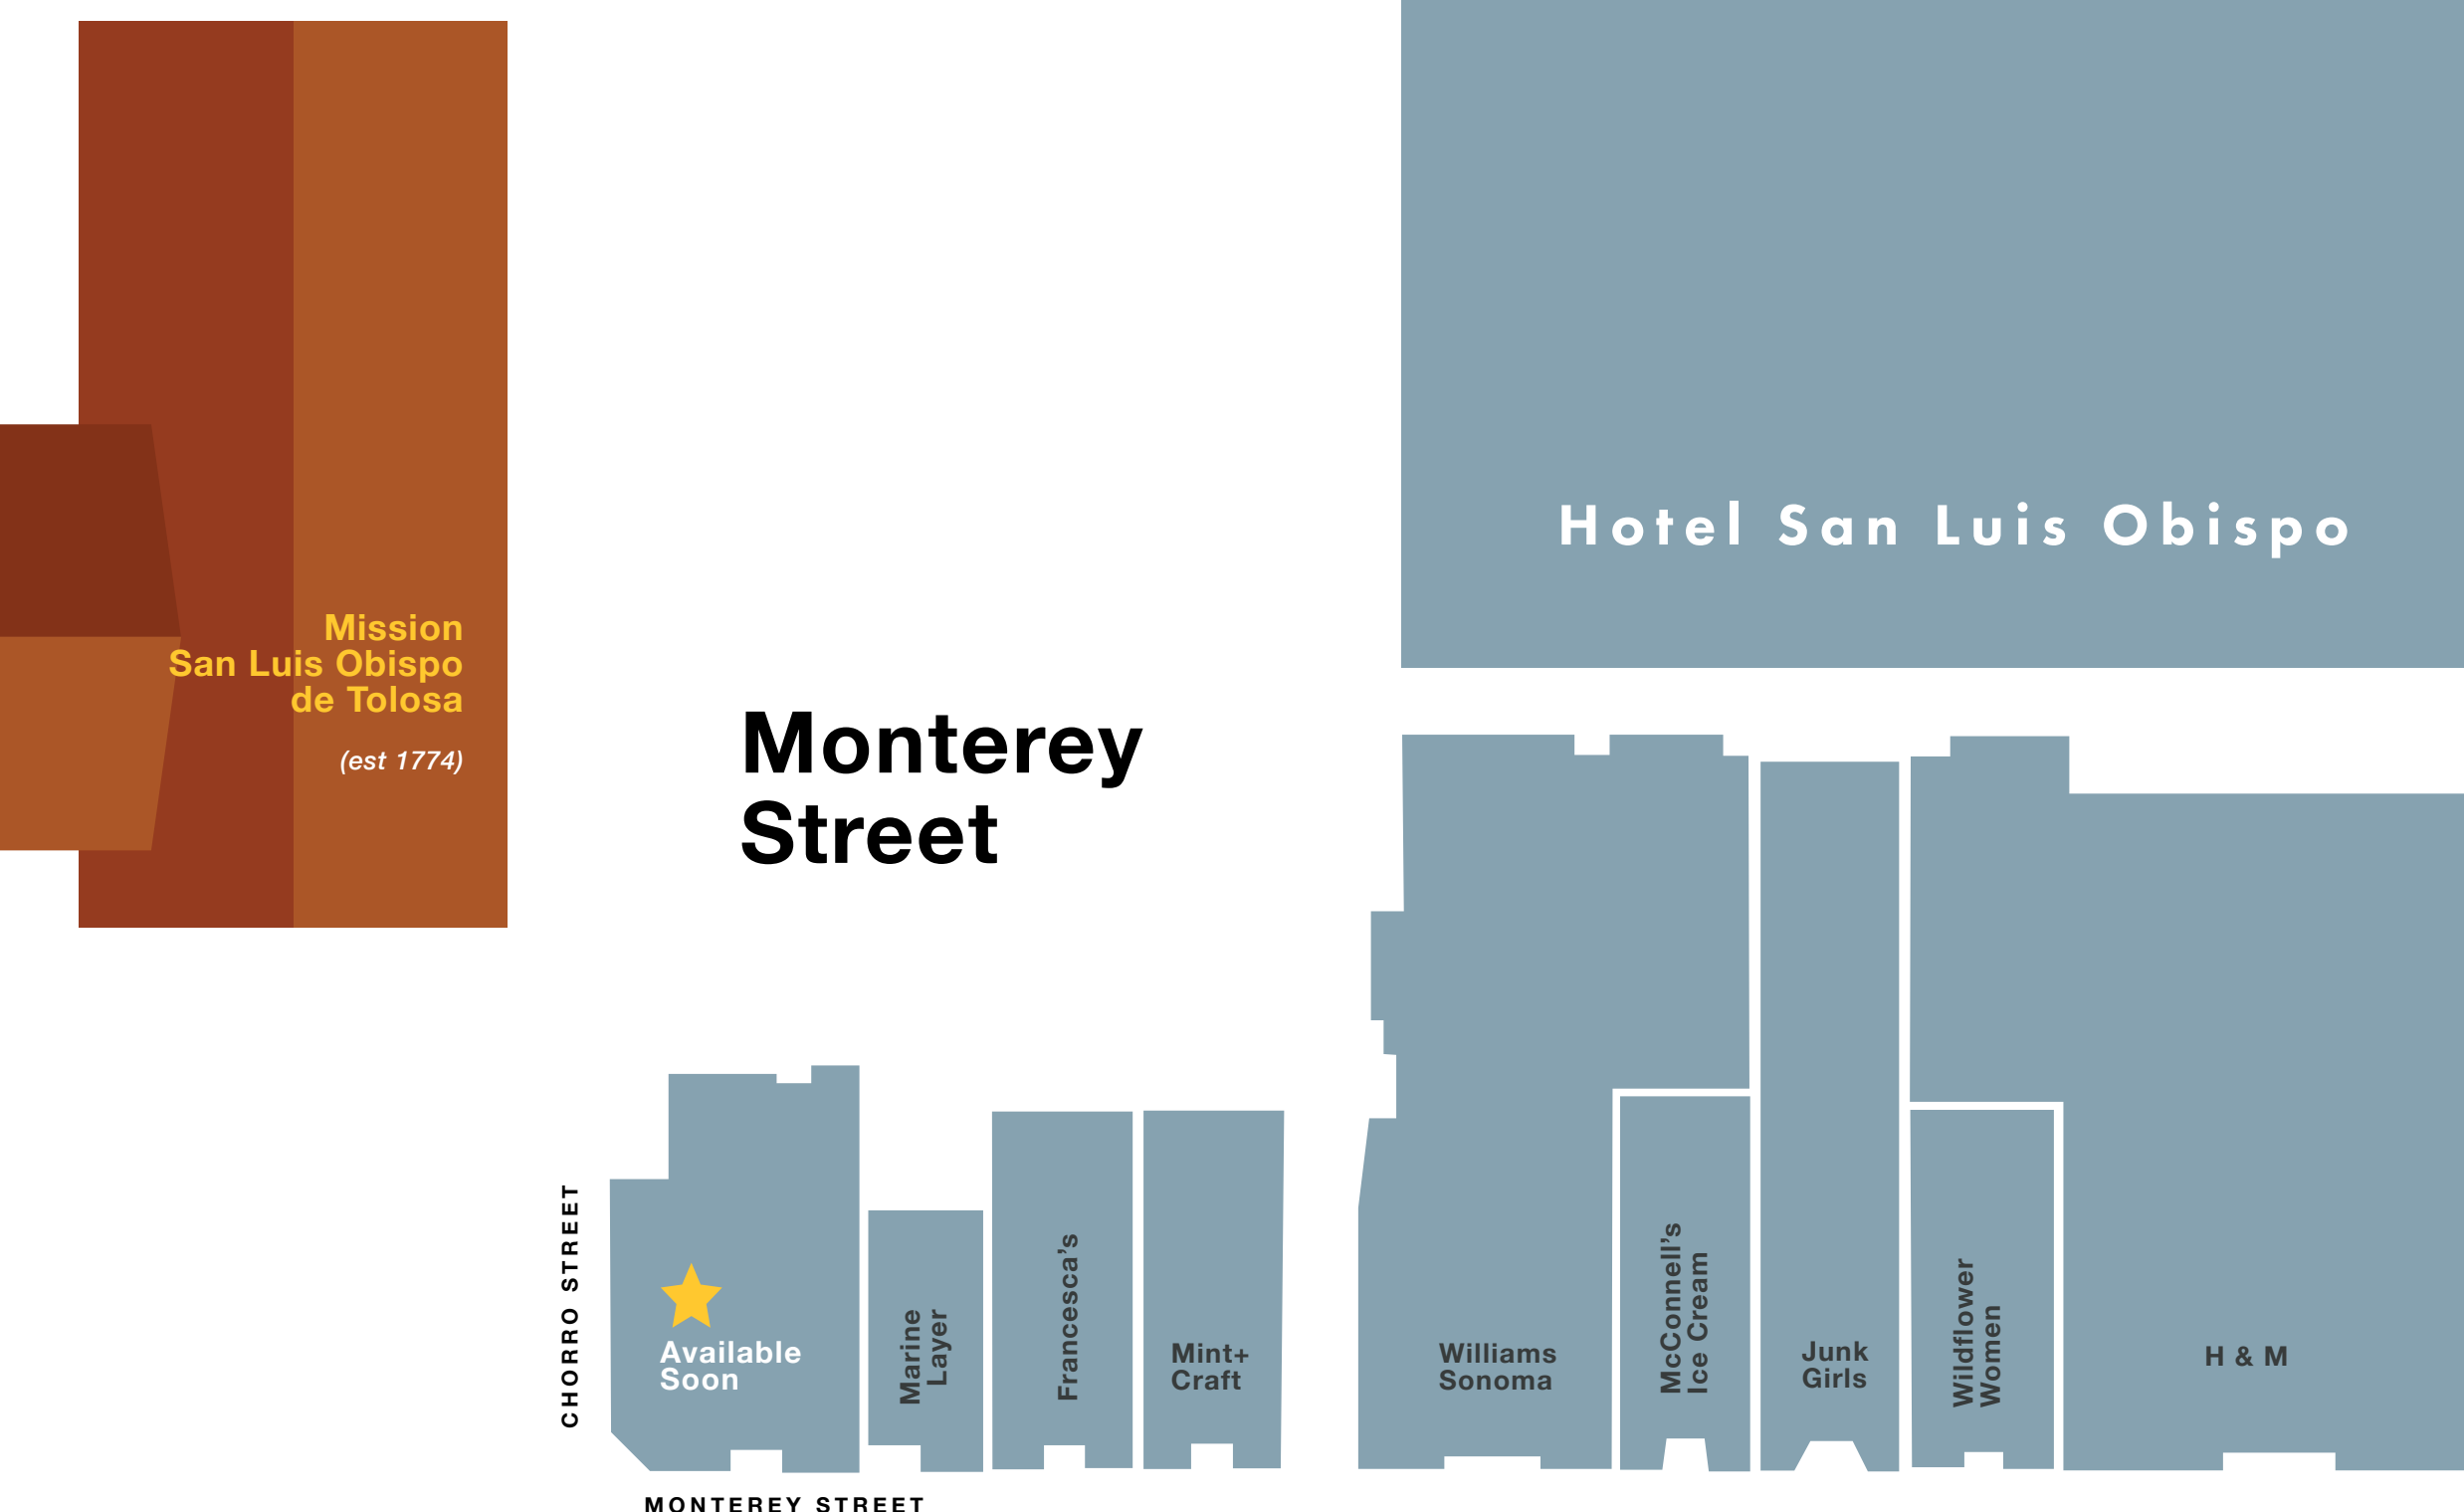 Hotel San Luis Obispo
Mission
San Luis Obispo
de Tolosa
(est 1774)
Monterey
Street
CHORRO STREET
Available
Soon
Marine
Layer
Francesca’s
Mint+
Craft
Williams
Sonoma
McConnell’s
Ice Cream
Junk
Girls
Wildflower
Women
H & M
MONTEREY STREET